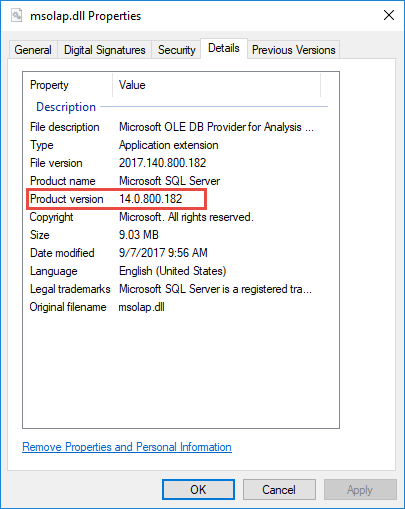 msolap.dll Properties
General Digital Signatures Security Details Previous Versions
Property Value
Description
File description Microsoft OLE DB Provider for Analysis ...
Type Application extension
File version 2017.140.800.182
Product name Microsoft SQL Server
Product version 14.0.800.182
Copyright Microsoft. All rights reserved.
Size 9.03 MB
Date modified 9/7/2017 9:56 AM
Language English (United States)
Legal trademarks Microsoft SQL Server is a registered tra...
Original filename msolap.dll
Remove Properties and Personal Information
OK Cancel Apply